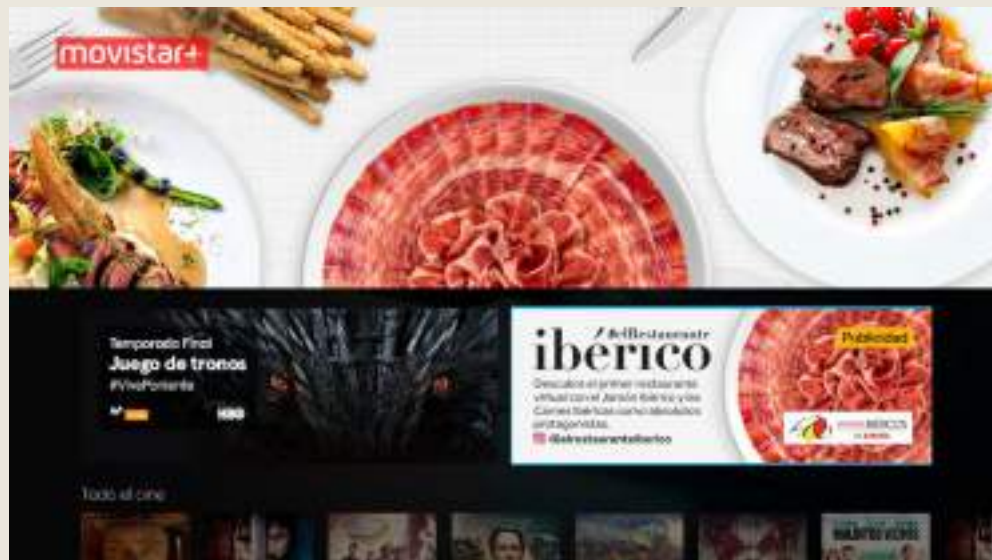 movistar+
Temporada Final
Juego de tronos
#VivePoniente
HBO
#elRestaurante
ibérico
Descubre el primer restaurante
virtual con el Jamón Ibérico y las
Carnes Ibéricas como absolutos
protagonistas.
@elrestauranteiberico
Publicidad
IBÉRICOS
Todo el cine